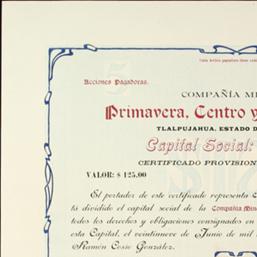 Acciones Pagadoras.
COMPAÑÍA MI
Primavera, Centro y
TLALPUJAHUA, ESTADO D
Capital Social:
CERTIFICADO PROVISION
VALOR: $ 125.00
El portador de este certificado representa
tá dividido el capital social de la Compañía Min
todos los derechos y obligaciones consignados en
esta Capital, el veintinueve de Junio de mil
Ramón Cosío González.